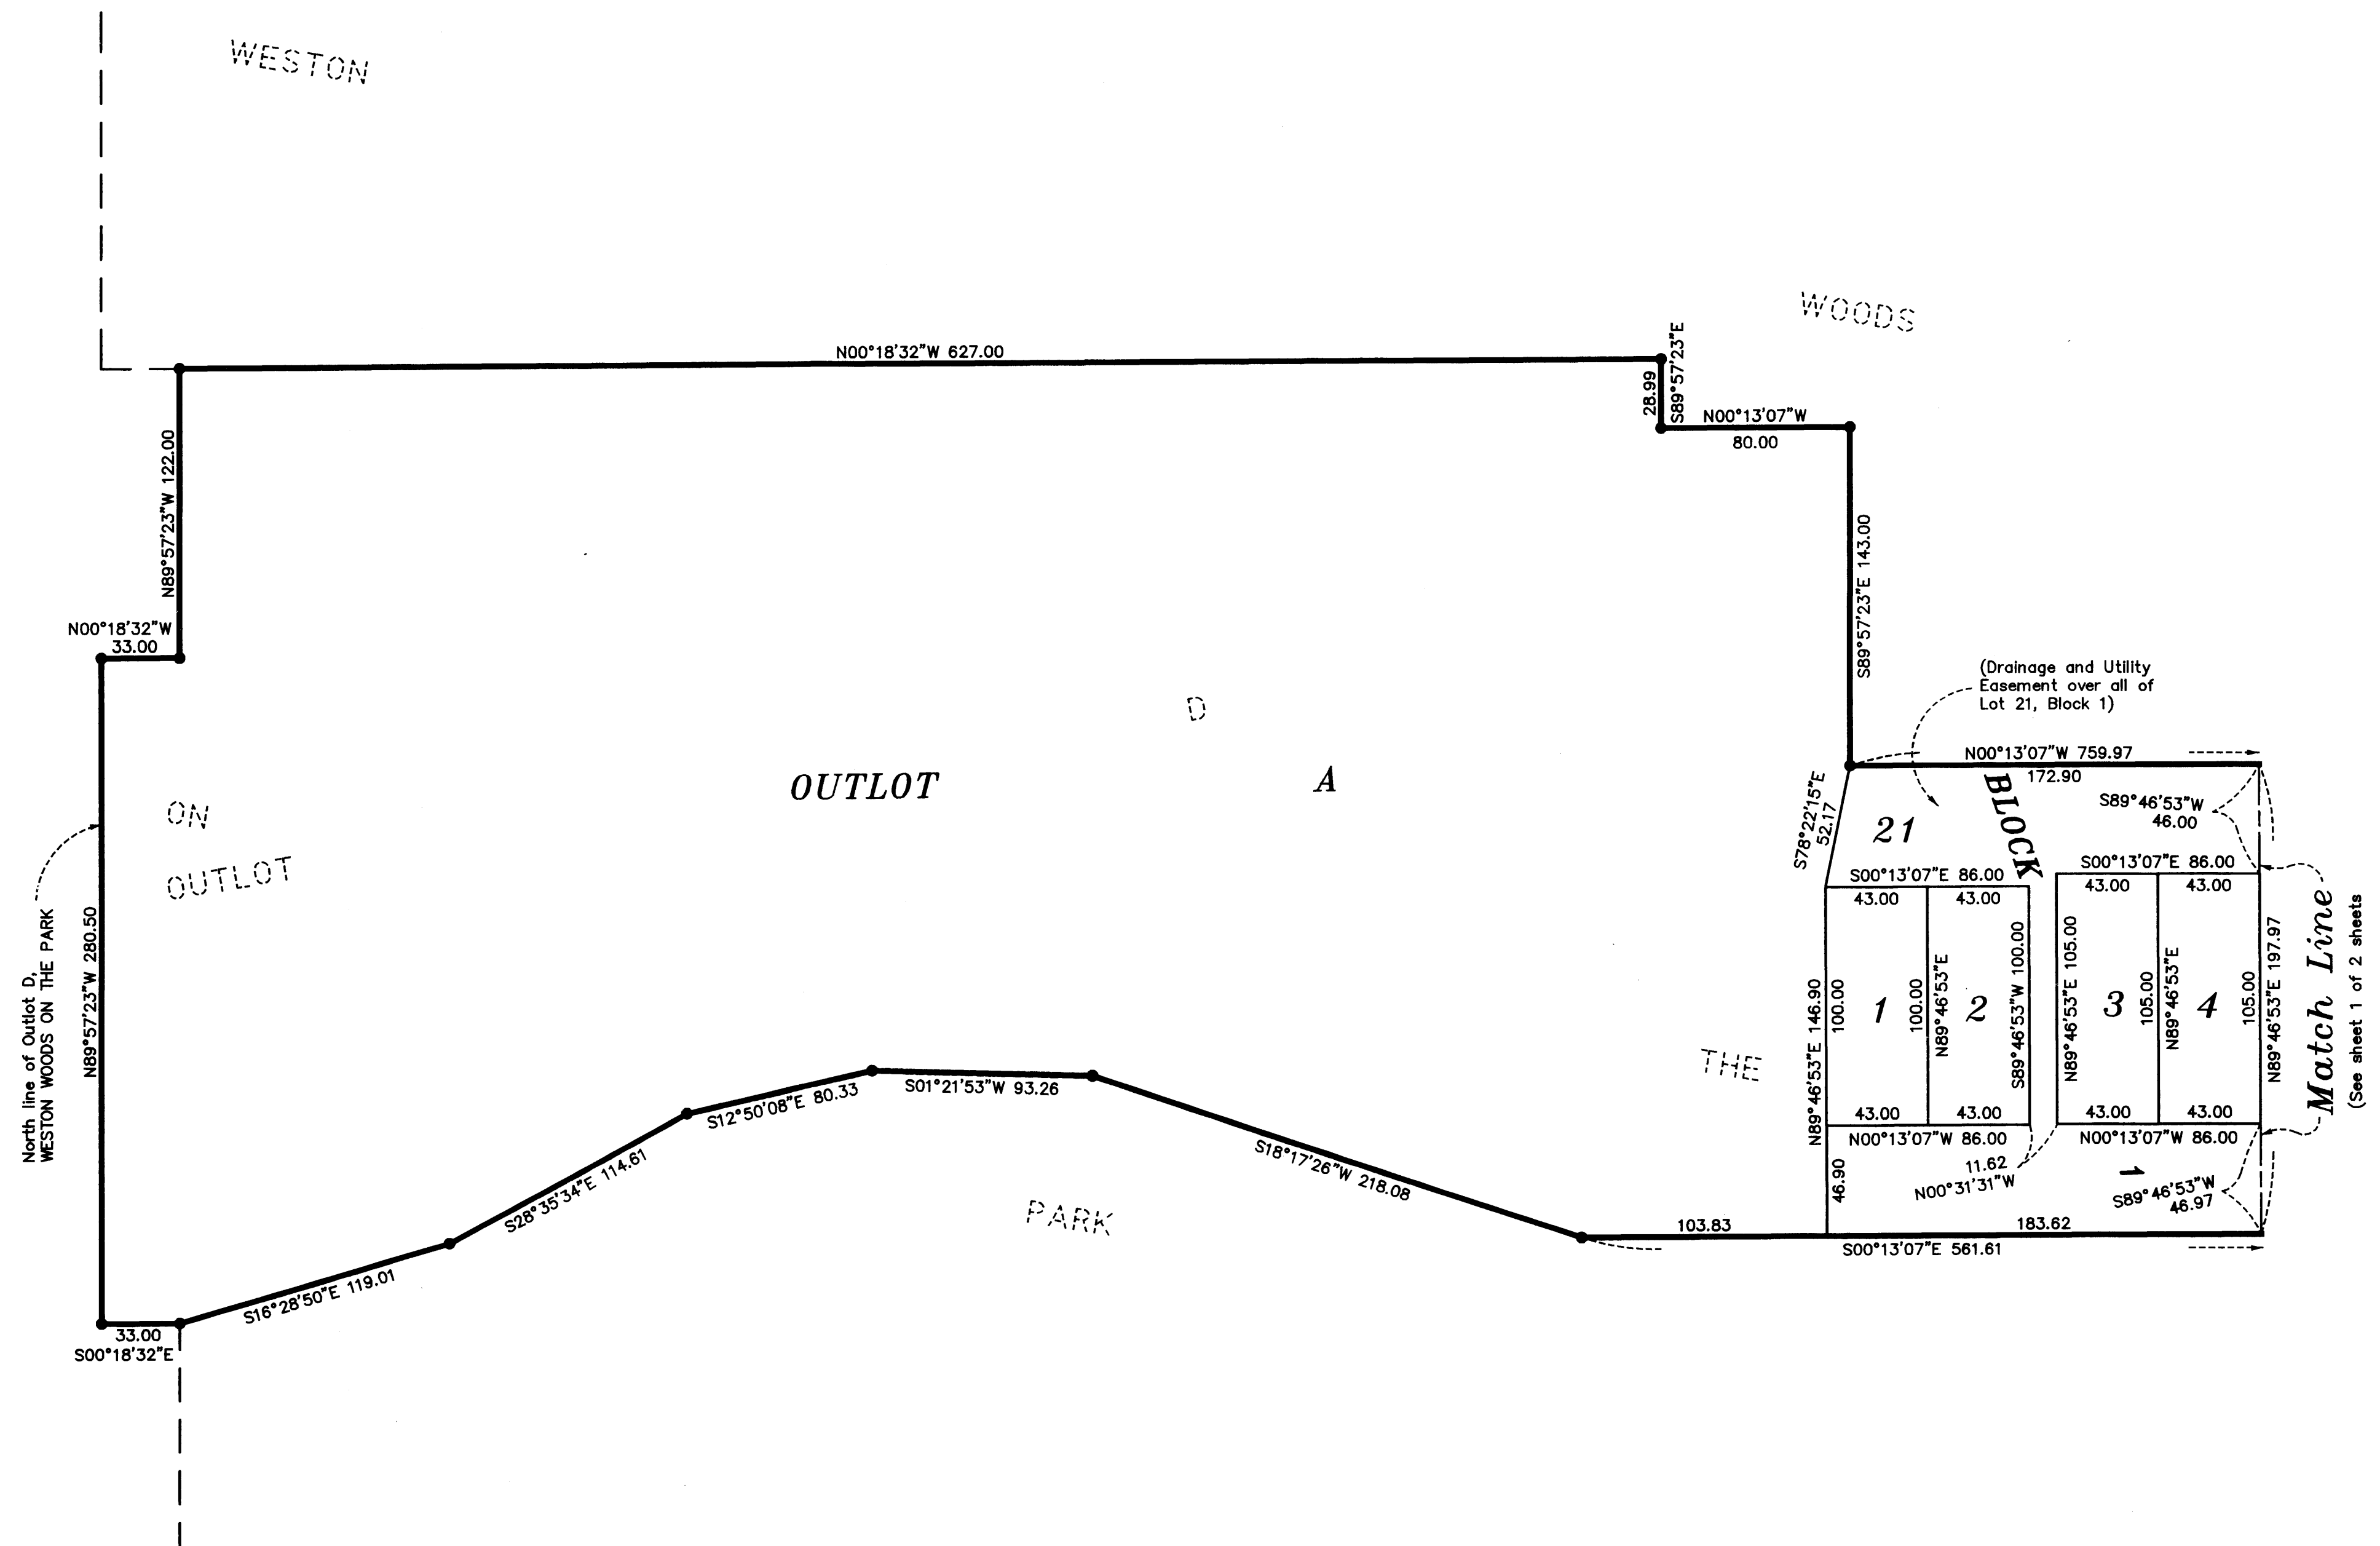 WESTON
WOODS
N00°18'32"W 627.00
28.99
S89°57'23"E
N00°13'07"W
80.00
N89°57'23"W 122.00
S89°57'23"E 143.00
N00°18'32"W
33.00
(Drainage and Utility
Easement over all of
Lot 21, Block 1)
D
OUTLOT A
N00°13'07"W 759.97
172.90
S78°22'15"E
52.17
BLOCK
21
S89°46'53"W
46.00
ON
OUTLOT
S00°13'07"E 86.00
S00°13'07"E 86.00
43.00
43.00
43.00
43.00
North line of Outlot D,
WESTON WOODS ON THE PARK
N89°57'23"W 280.50
N89°46'53"E 146.90
100.00
1
100.00
N89°46'53"E
2
S89°46'53"W 100.00
N89°46'53"E 105.00
3
105.00
N89°46'53"E
4
105.00
N89°46'53"E 197.97
Match Line
(See sheet 1 of 2 sheets
THE
43.00
43.00
43.00
43.00
N00°13'07"W 86.00
N00°13'07"W 86.00
S01°21'53"W 93.26
S12°50'08"E 80.33
S28°35'34"E 114.61
S18°17'26"W 218.08
46.90
11.62
N00°31'31"W
1
S89°46'53"W
46.97
PARK
103.83
183.62
S00°13'07"E 561.61
S16°28'50"E 119.01
33.00
S00°18'32"E